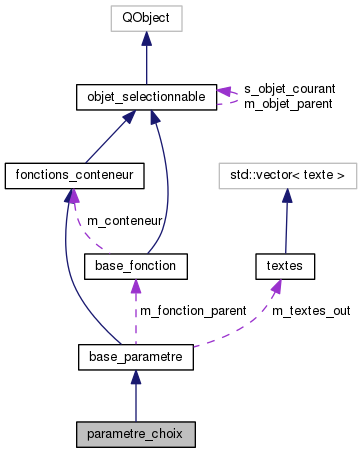 QObject
s_objet_courant
m_objet_parent
objet_selectionnable
fonctions_conteneur
std::vector< texte >
m_conteneur
base_fonction
textes
m_fonction_parent
m_textes_out
base_parametre
parametre_choix